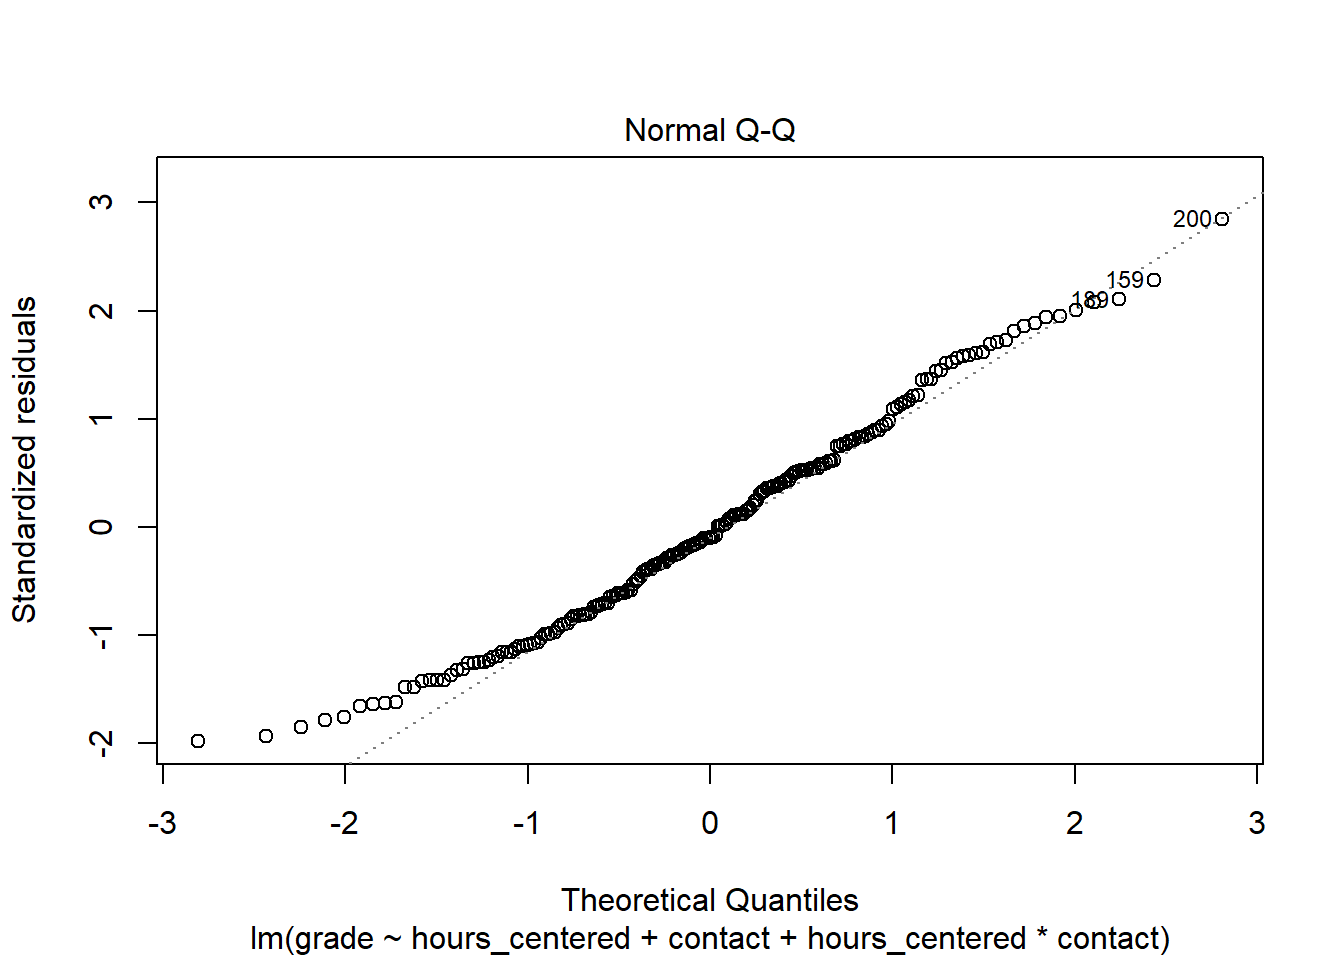 Normal Q-Q
Standardized residuals
3
2
1
0
-1
-2
200
159
189
-3 -2 -1 0 1 2 3
Theoretical Quantiles
lm(grade ~ hours_centered + contact + hours_centered * contact)